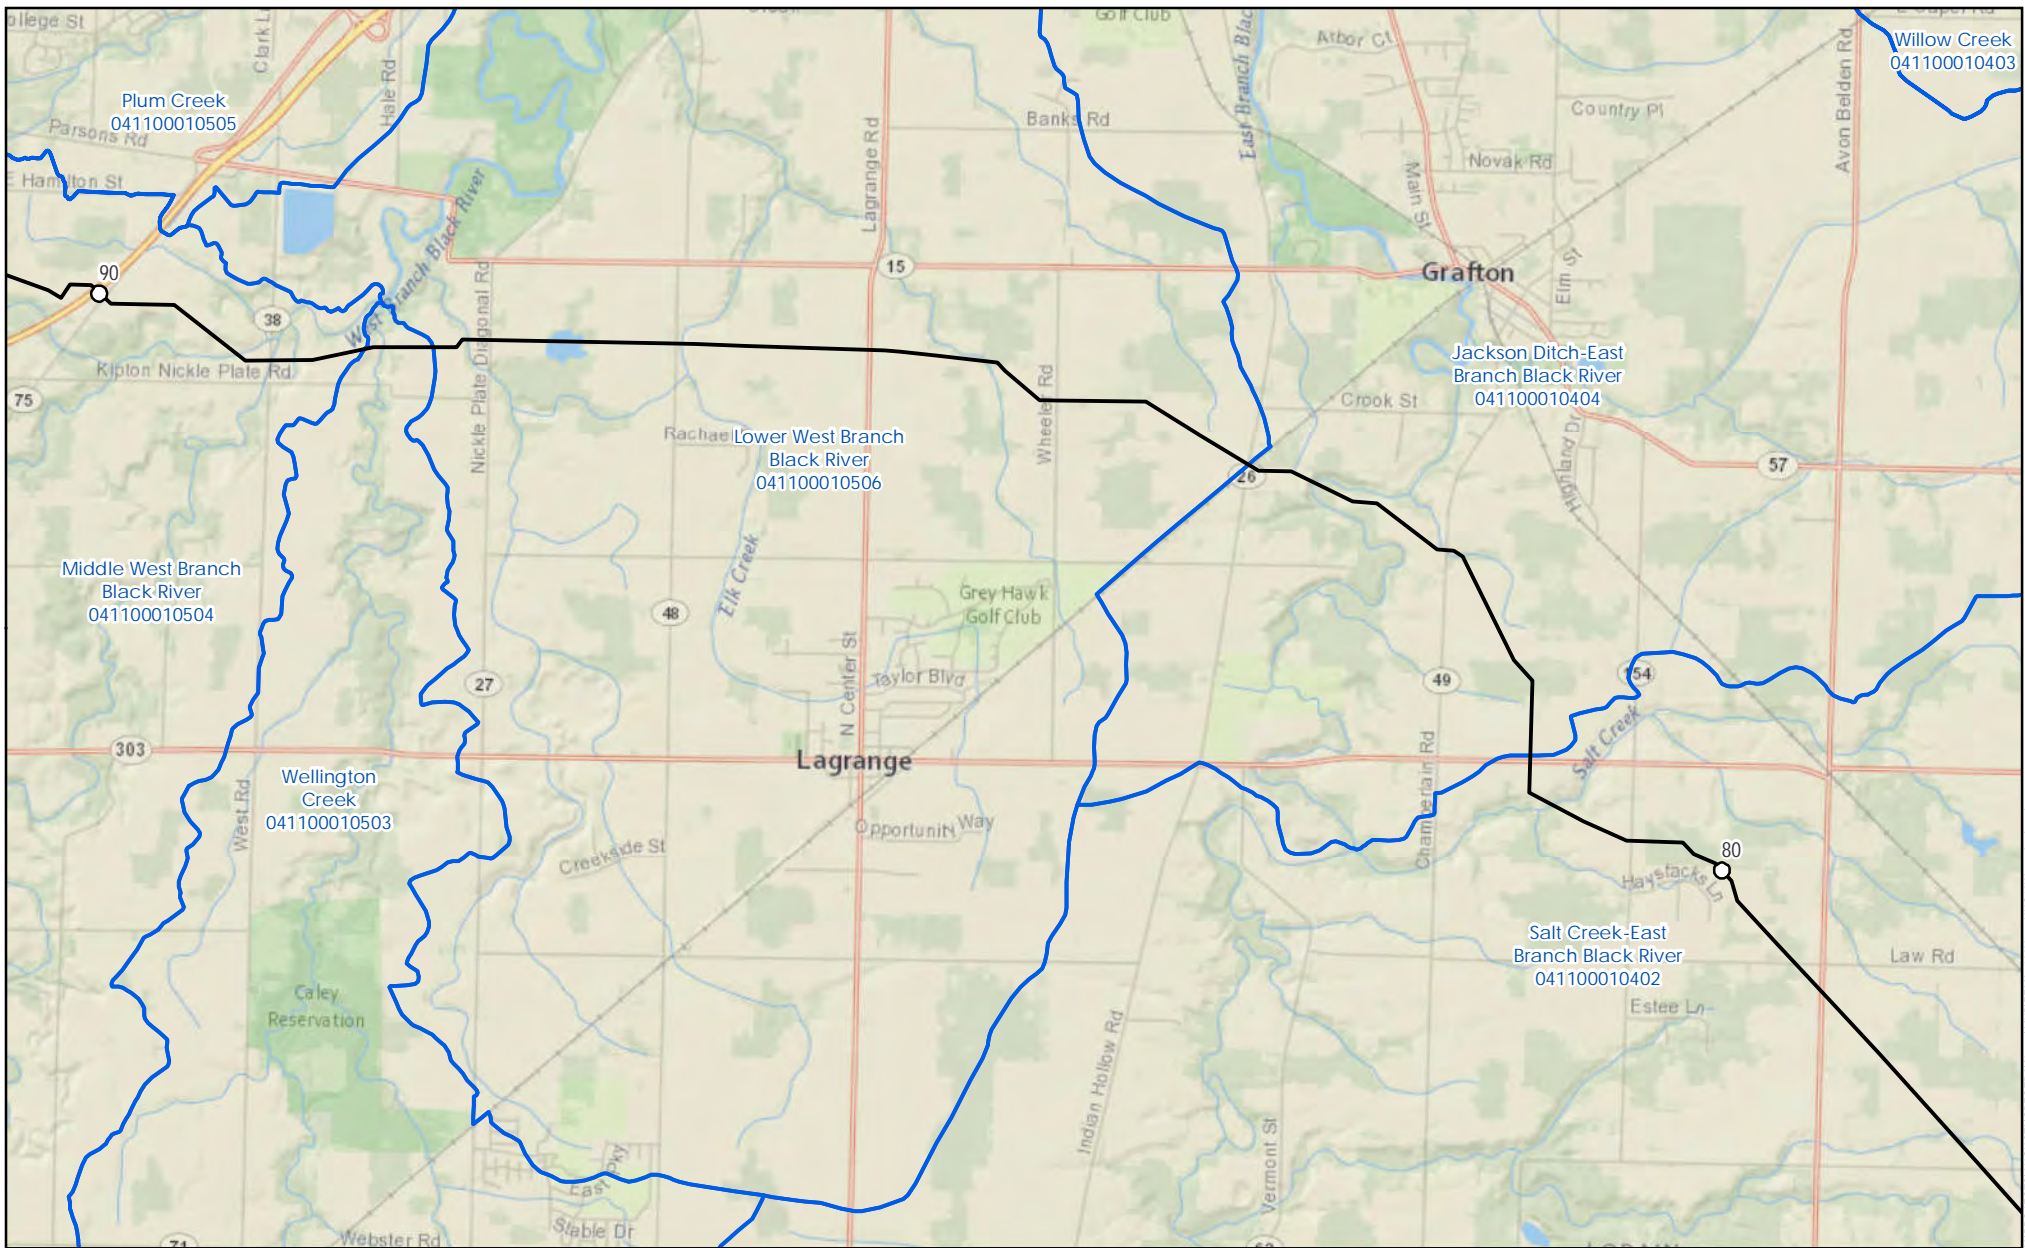 Golf Club
Willow Creek
041100010403
Clark
Hale Rd
Plum Creek
041100010505
Parsons Rd
E Hamilton St
Arbor Ct
East Branch
Country Pl
Avon Belden Rd
Banks Rd
Novak Rd
Lagrange Rd
Main St
West Branch Black River
15
Grafton
Elm St
90
38
Nickle Plate Diagonal Rd
Kipton Nickle Plate Rd
75
Jackson Ditch-East
Branch Black River
041100010404
Crook St
Wheeler Rd
Highland Dr
Lower West Branch
Black River
041100010506
57
26
Middle West Branch
Black River
041100010504
Elk Creek
48
Grey Hawk
Golf Club
Taylor Blvd
N Center St
27
49
Salt Creek
303
Lagrange
Wellington
Creek
041100010503
West Rd
Chamberlain Rd
Way
Creekside St
80
Haystacks Ln
Salt Creek-East
Branch Black River
041100010402
Law Rd
Caley
Reservation
Estee Ln
Indian Hollow Rd
Vermont St
East Pky
Stable Dr
Webster Rd